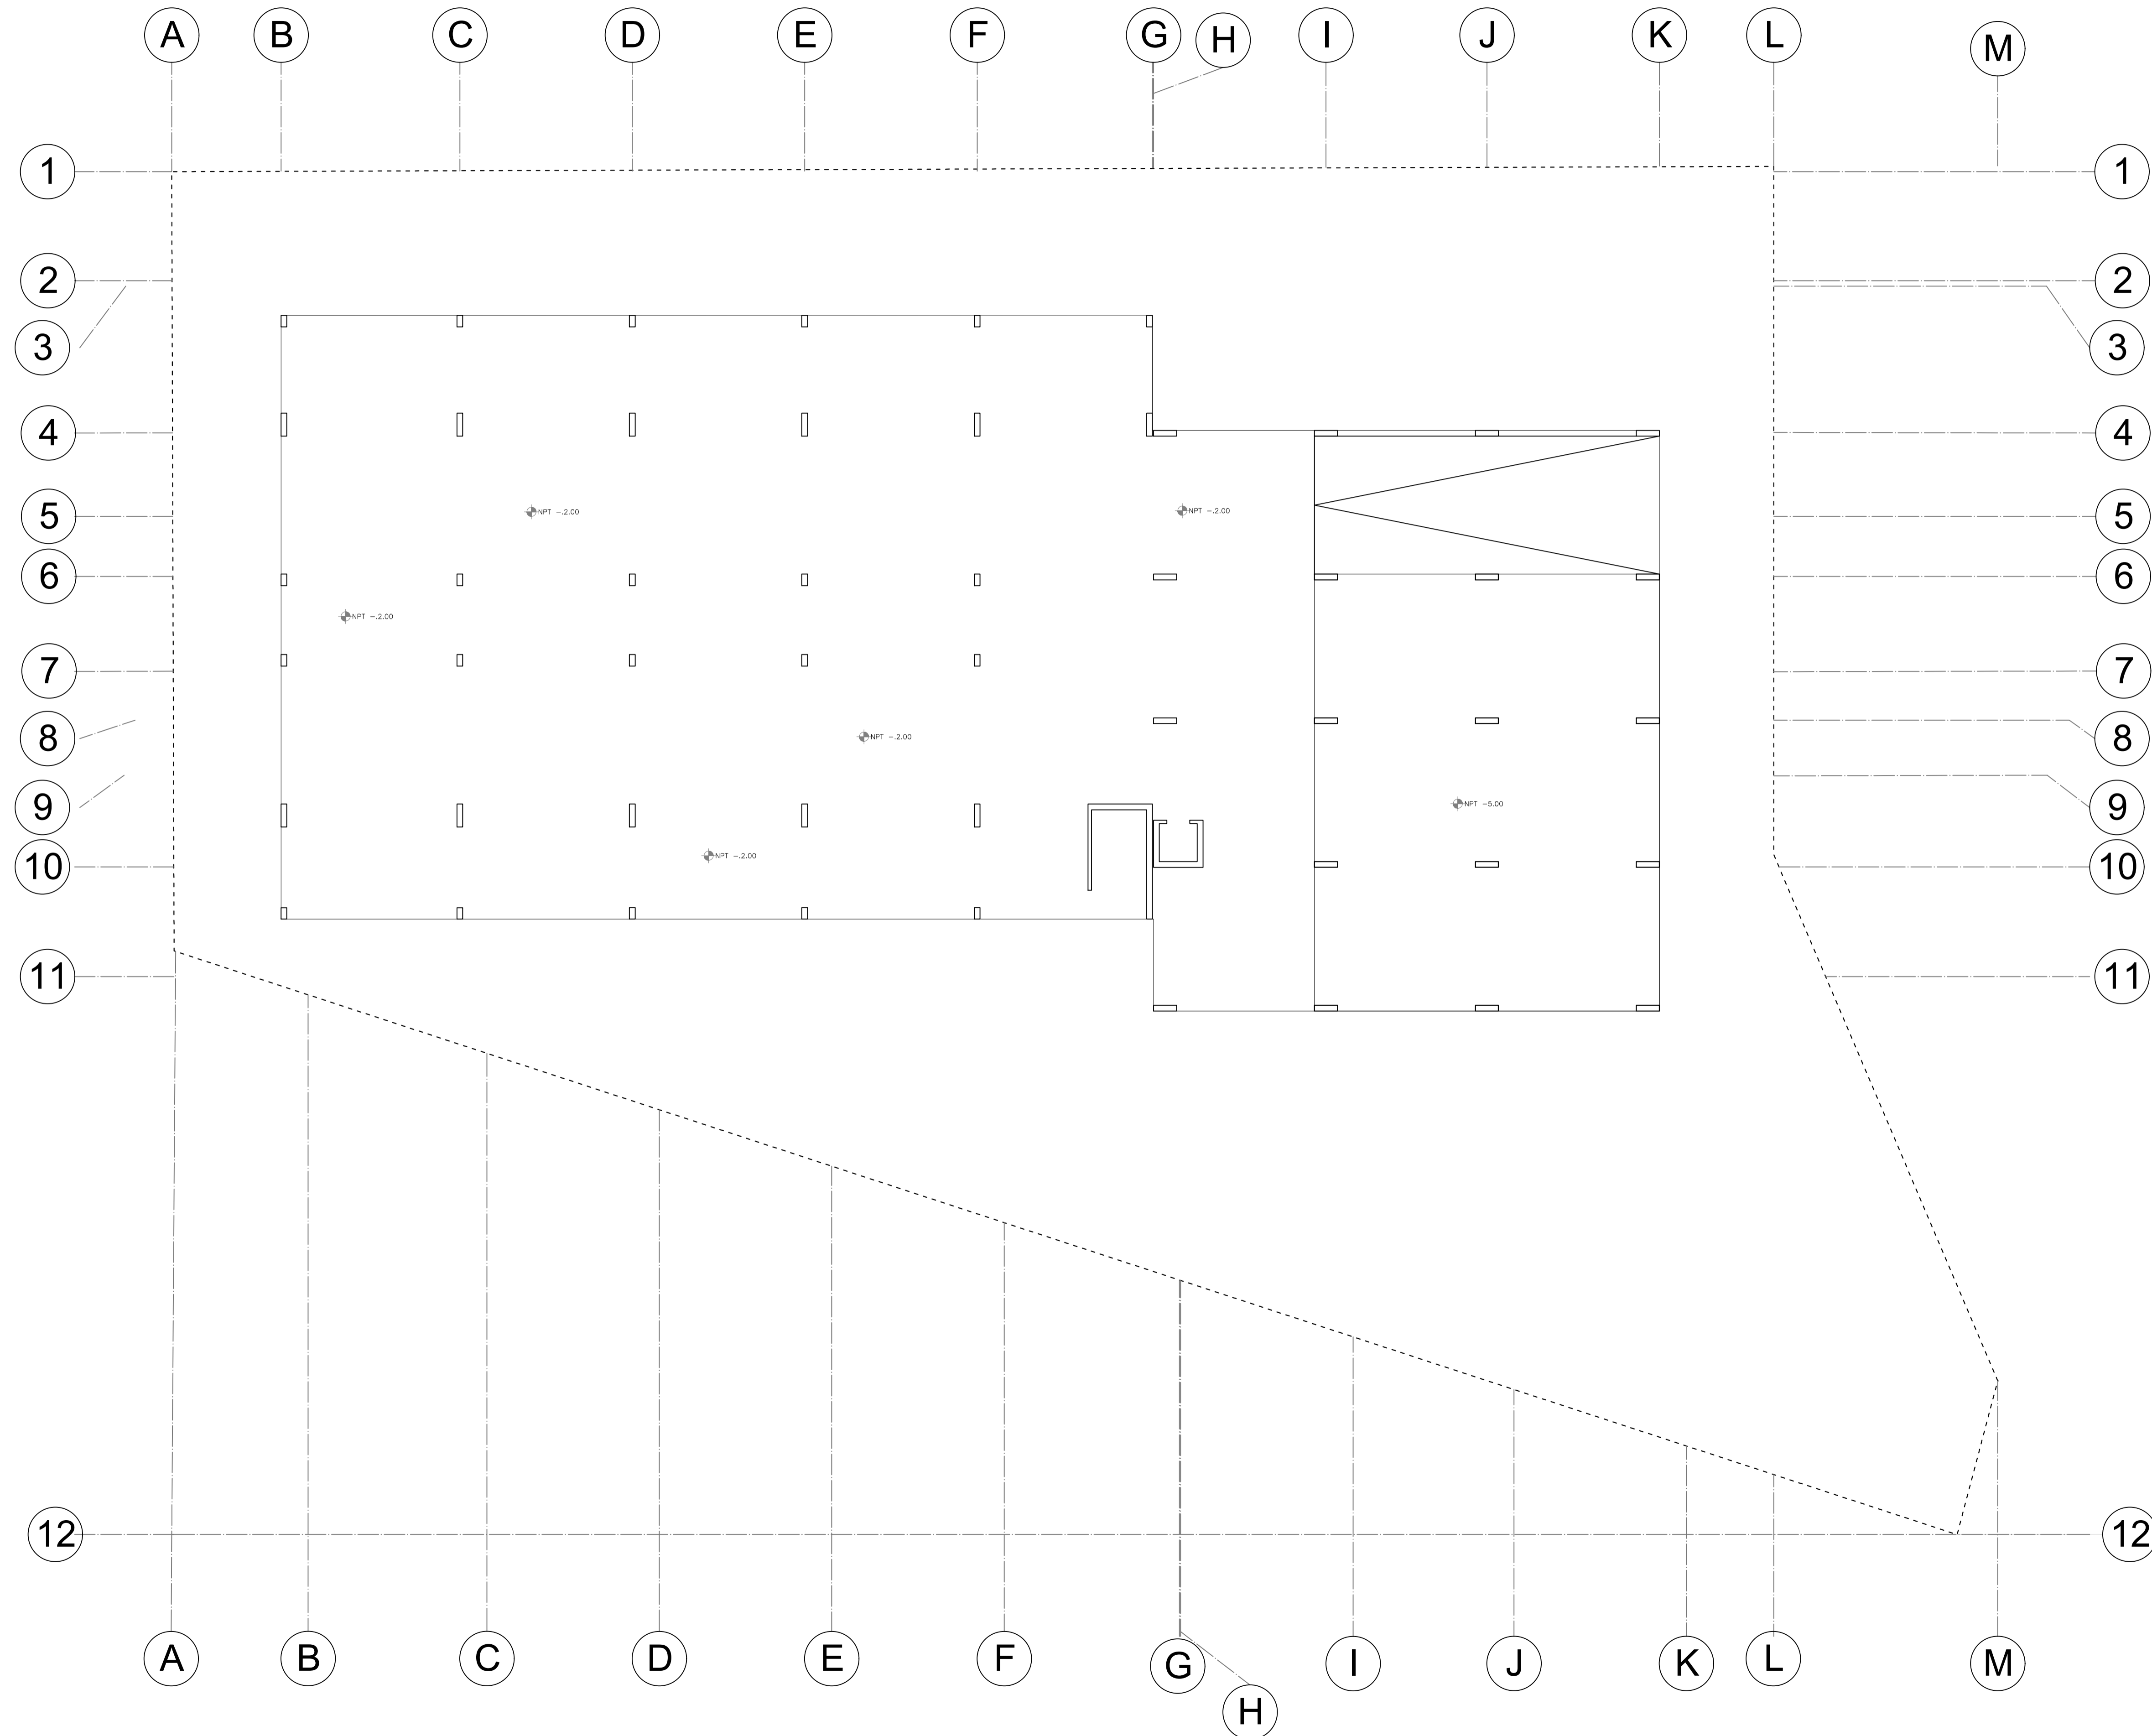 A B C D E F G H I J K L M
1 1
2 2
3 3
4 4
NPT -.2.00 NPT -.2.00
5 5
6 6
NPT -.2.00
7 7
NPT -.2.00
8 8
NPT -5.00
9 9
NPT -.2.00
10 10
11 11
12 12
A B C D E F G I J K L M
H